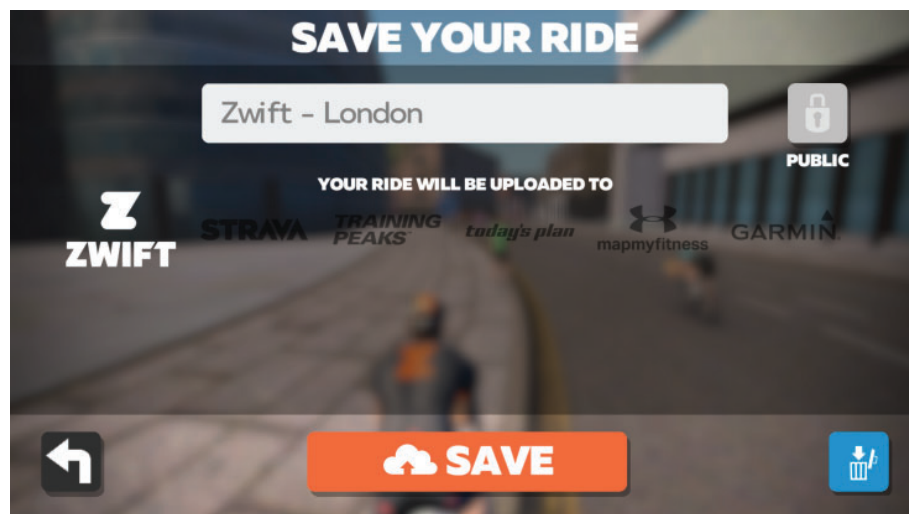 SAVE YOUR RIDE
Zwift - London
PUBLIC
YOUR RIDE WILL BE UPLOADED TO
ZWIFT
STRAVA
TRAINING
PEAKS
today's plan
mapmyfitness
GARMIN
SAVE